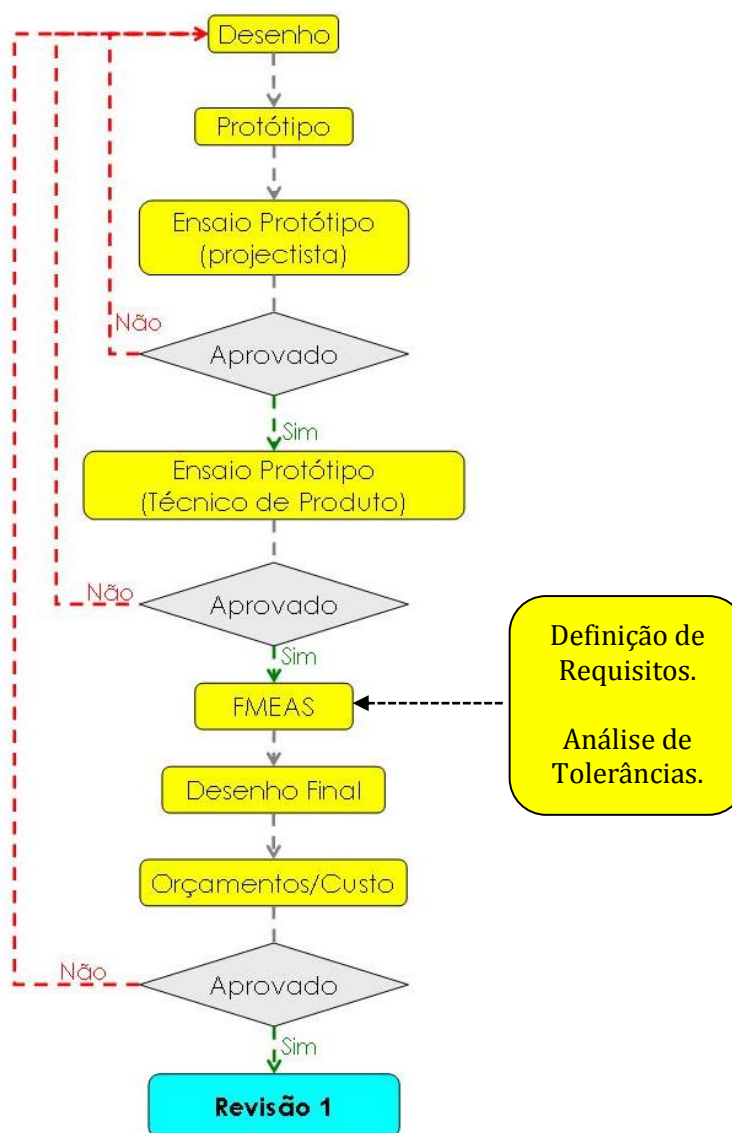 Desenho
Protótipo
Ensaio Protótipo
(projectista)
Não
Aprovado
Sim
Ensaio Protótipo
(Técnico de Produto)
Não
Aprovado
Sim
FMEAS
Definição de
Requisitos.
Análise de
Tolerâncias.
Desenho Final
Orçamentos/Custo
Não
Aprovado
Sim
Revisão 1